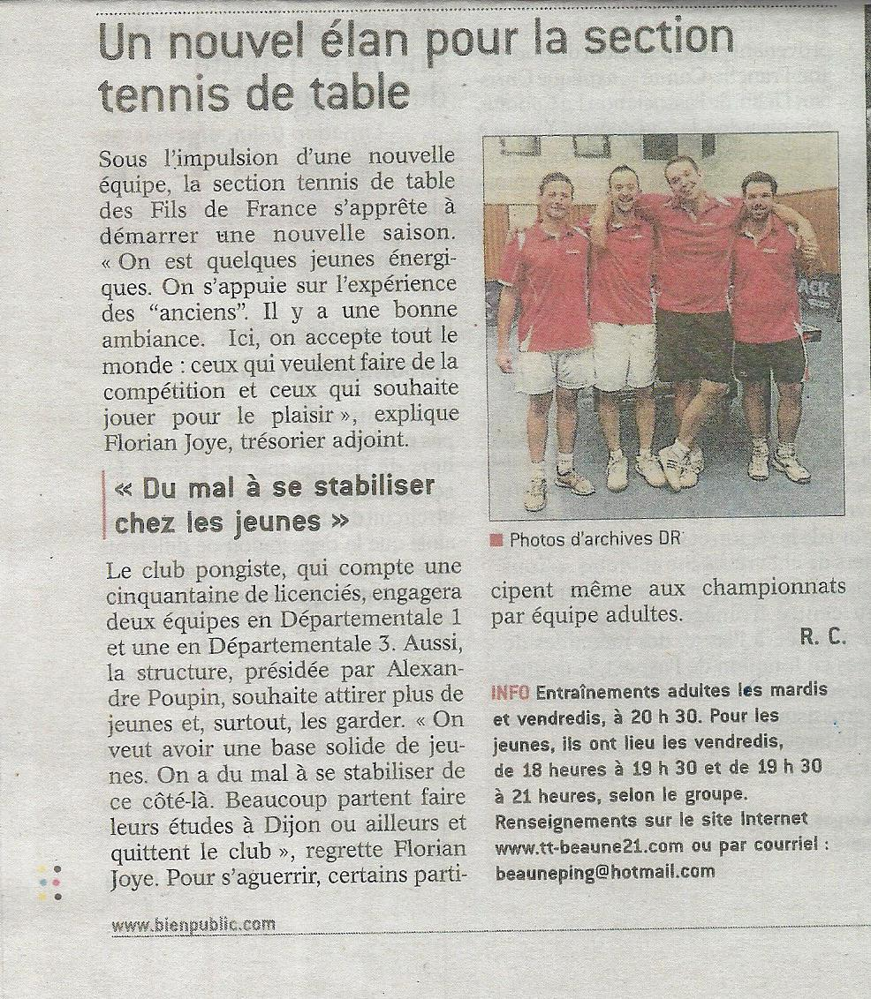 Un nouvel élan pour la section
tennis de table
Sous l'impulsion d'une nouvelle
équipe, la section tennis de table
des Fils de France s'apprête à
démarrer une nouvelle saison.
« On est quelques jeunes énergi-
ques. On s'appuie sur l'expérience
des "anciens". Il y a une bonne
ambiance. Ici, on accepte tout le
monde : ceux qui veulent faire de la
compétition et ceux qui souhaite
jouer pour le plaisir », explique
Florian Joye, trésorier adjoint.
« Du mal à se stabiliser
chez les jeunes »
Le club pongiste, qui compte une
cinquantaine de licenciés, engagera
deux équipes en Départementale 1
et une en Départementale 3. Aussi,
la structure, présidée par Alexan-
dre Poupin, souhaite attirer plus de
jeunes et, surtout, les garder. « On
veut avoir une base solide de jeu-
nes. On a du mal à se stabiliser de
ce côté-là. Beaucoup partent faire
leurs études à Dijon ou ailleurs et
quittent le club », regrette Florian
Joye. Pour s'aguerrir, certains parti-
ACK
Photos d'archives DR
cipent même aux championnats
par équipe adultes.
R. C.
INFO Entraînements adultes les mardis
et vendredis, à 20 h 30. Pour les
jeunes, ils ont lieu les vendredis,
de 18 heures à 19 h 30 et de 19 h 30
à 21 heures, selon le groupe.
Renseignements sur le site Internet
www.tt-beaune21.com ou par courriel :
beauneping@hotmail.com
www.bienpublic.com